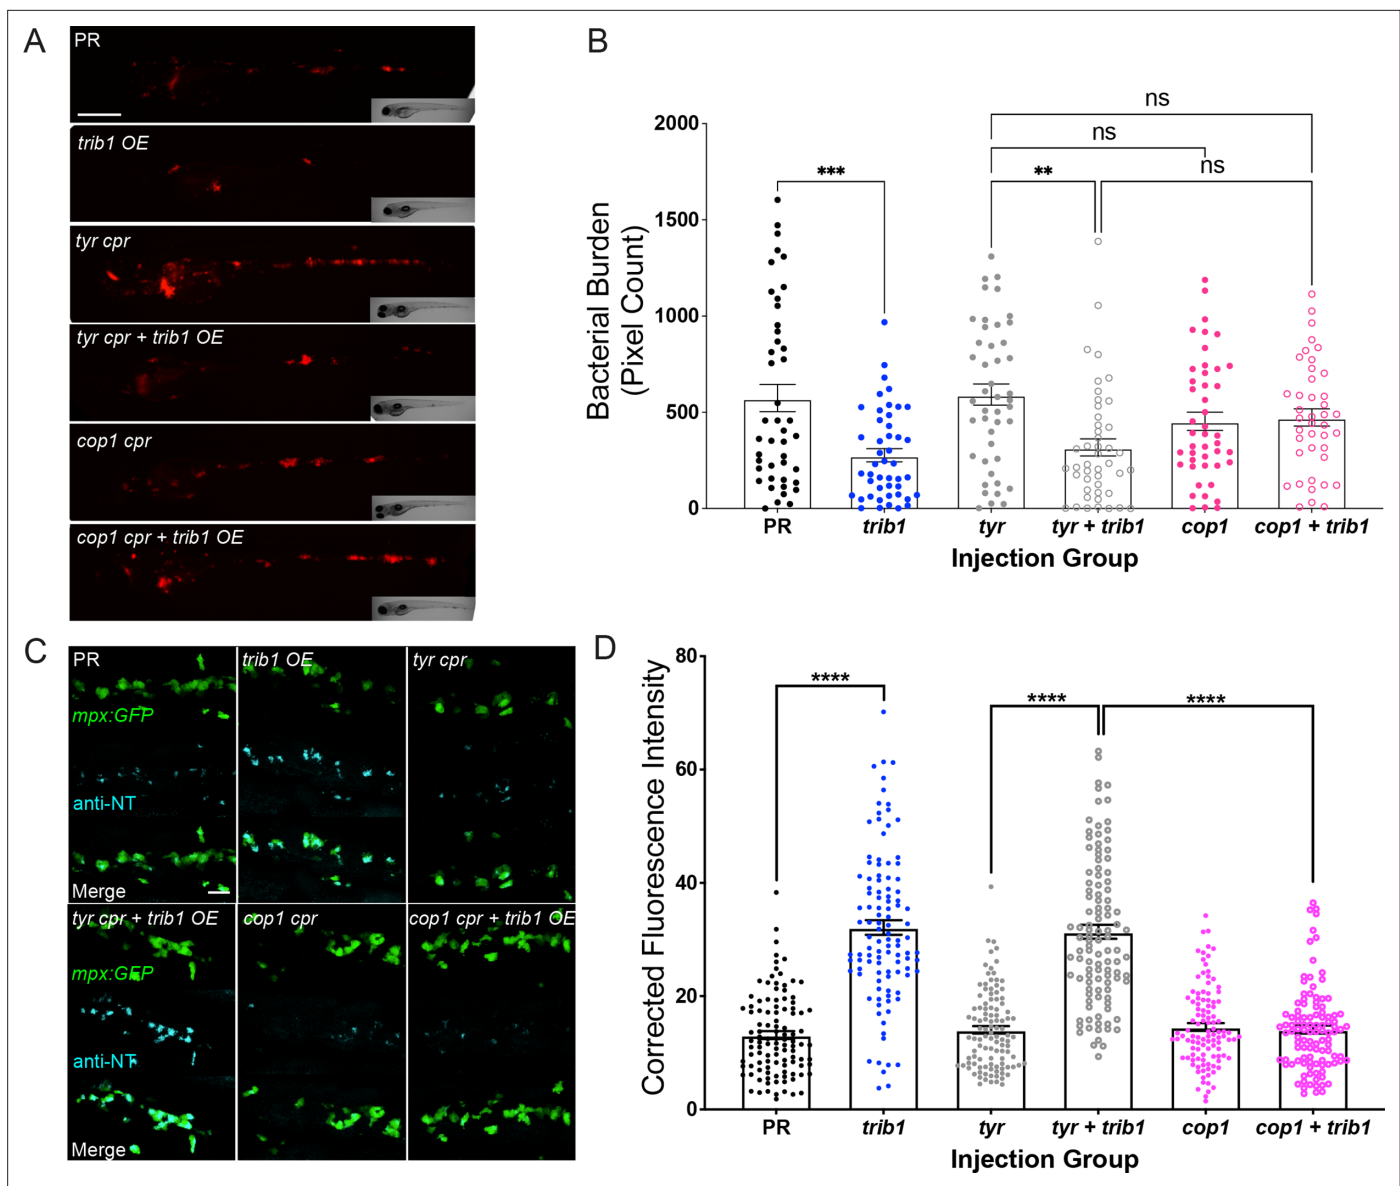 A
PR
trib1 OE
tyr cpr
tyr cpr + trib1 OE
cop1 cpr
cop1 cpr + trib1 OE
B
Bacterial Burden
(Pixel Count)
2000
1500
1000
500
0
***
**
ns
ns
ns
PR
trib1
tyr
tyr + trib1
cop1
cop1 + trib1
Injection Group
C
PR
trib1 OE
tyr cpr
mpx:GFP
anti-NT
Merge
tyr cpr + trib1 OE
cop1 cpr
cop1 cpr + trib1 OE
mpx:GFP
anti-NT
Merge
D
Corrected Fluorescence Intensity
80
60
40
20
0
****
****
****
PR
trib1
tyr
tyr + trib1
cop1
cop1 + trib1
Injection Group